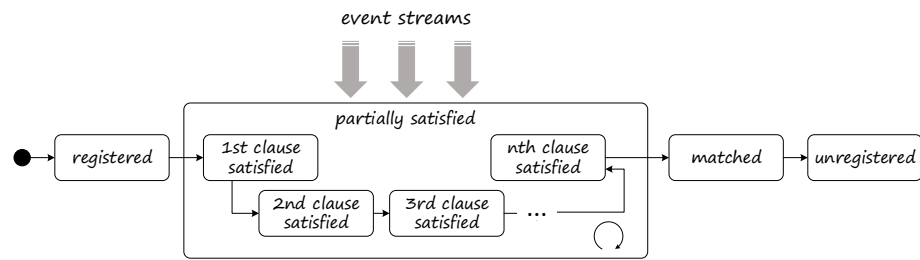 event streams
partially satisfied
registered
1st clause
satisfied
2nd clause
satisfied
3rd clause
satisfied
...
nth clause
satisfied
matched
unregistered